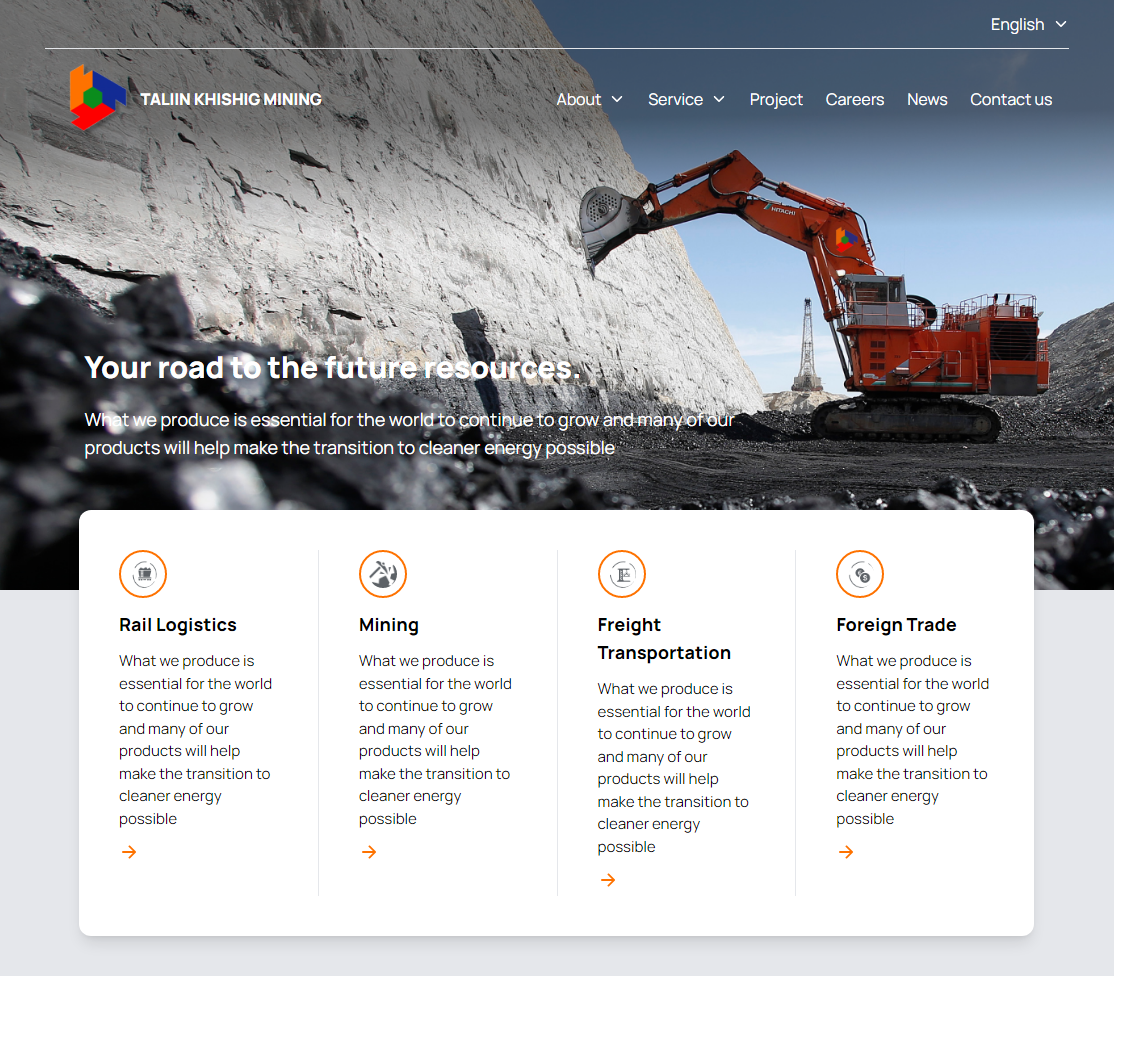 English
TALIIN KHISHIG MINING
About
Service
Project
Careers
News
Contact us
HITACHI
Your road to the future resources.
What we produce is essential for the world to continue to grow and many of our
products will help make the transition to cleaner energy possible
Rail Logistics
What we produce is
essential for the world
to continue to grow
and many of our
products will help
make the transition to
cleaner energy
possible
Mining
What we produce is
essential for the world
to continue to grow
and many of our
products will help
make the transition to
cleaner energy
possible
Freight
Transportation
What we produce is
essential for the world
to continue to grow
and many of our
products will help
make the transition to
cleaner energy
possible
Foreign Trade
What we produce is
essential for the world
to continue to grow
and many of our
products will help
make the transition to
cleaner energy
possible